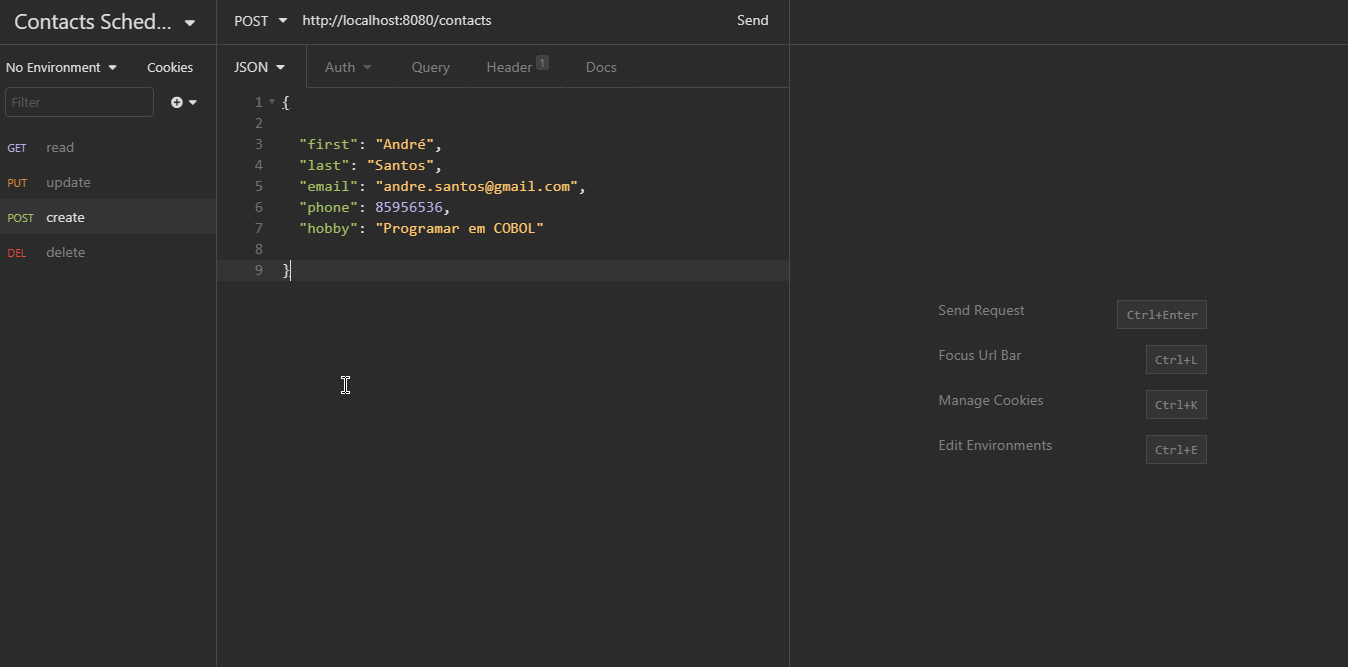 Contacts Sched...
POST http://localhost:8080/contacts Send
No Environment Cookies
Filter
GET read
PUT update
POST create
DEL delete
JSON Auth Query Header 1 Docs
1 {
2
3 "first": "André",
4 "last": "Santos",
5 "email": "andre.santos@gmail.com",
6 "phone": 85956536,
7 "hobby": "Programar em COBOL"
8
9 }
Send Request Ctrl+Enter
Focus Url Bar Ctrl+L
Manage Cookies Ctrl+K
Edit Environments Ctrl+E